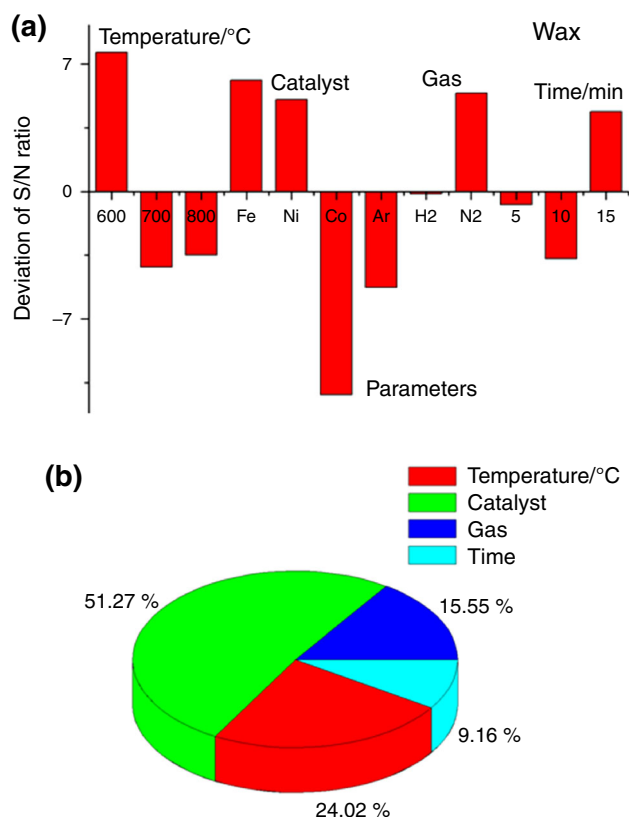 (a)
Temperature/°C
Wax
Catalyst
Gas
Time/min
7
0
−7
Deviation of S/N ratio
600 700 800 Fe Ni Co Ar H2 N2 5 10 15
Parameters
(b)
Temperature/°C
Catalyst
Gas
Time
51.27 %
15.55 %
9.16 %
24.02 %